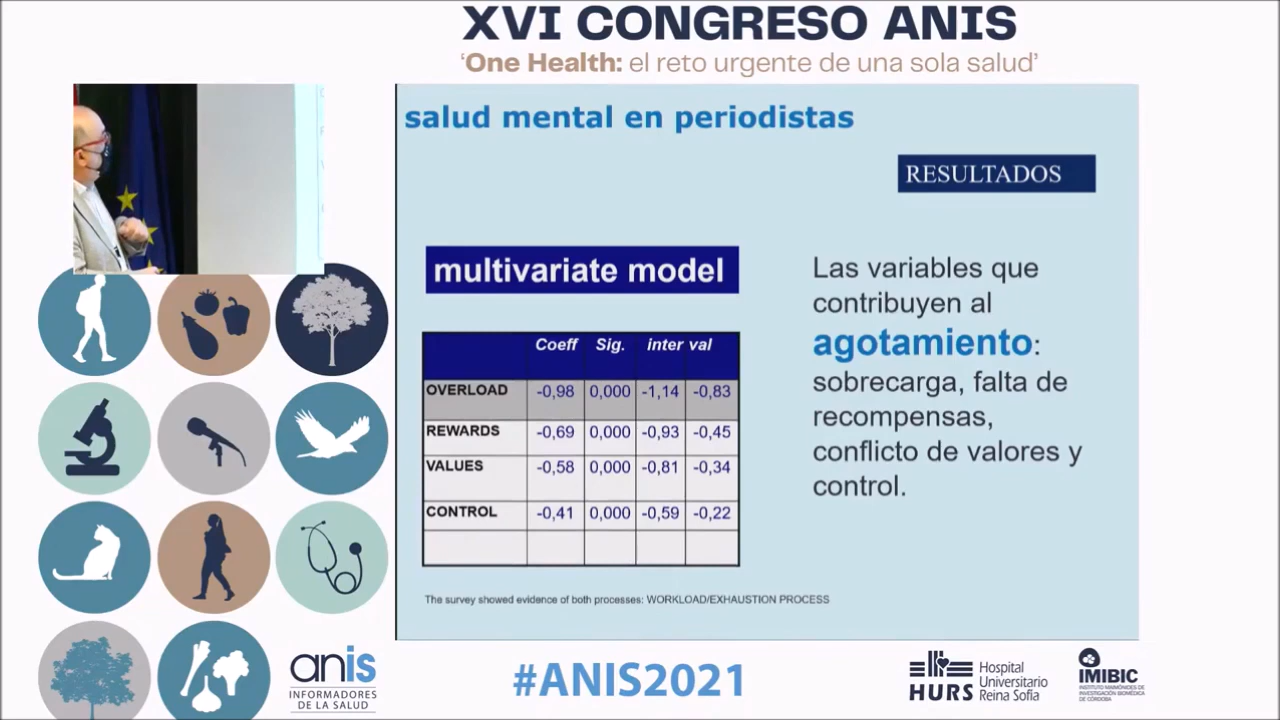 XVI CONGRESO ANIS
‘One Health: el reto urgente de una sola salud’
salud mental en periodistas
RESULTADOS
multivariate model
Coeff Sig. inter val
OVERLOAD -0,98 0,000 -1,14 -0,83
REWARDS -0,69 0,000 -0,93 -0,45
VALUES -0,58 0,000 -0,81 -0,34
CONTROL -0,41 0,000 -0,59 -0,22
The survey showed evidence of both processes: WORKLOAD/EXHAUSTION PROCESS
Las variables que
contribuyen al
agotamiento:
sobrecarga, falta de
recompensas,
conflicto de valores y
control.
anis
INFORMADORES
DE LA SALUD
#ANIS2021
HURS
Hospital
Universitario
Reina Sofía
IMIBIC
INSTITUTO MAIMÓNIDES DE
INVESTIGACIÓN BIOMÉDICA
DE CÓRDOBA